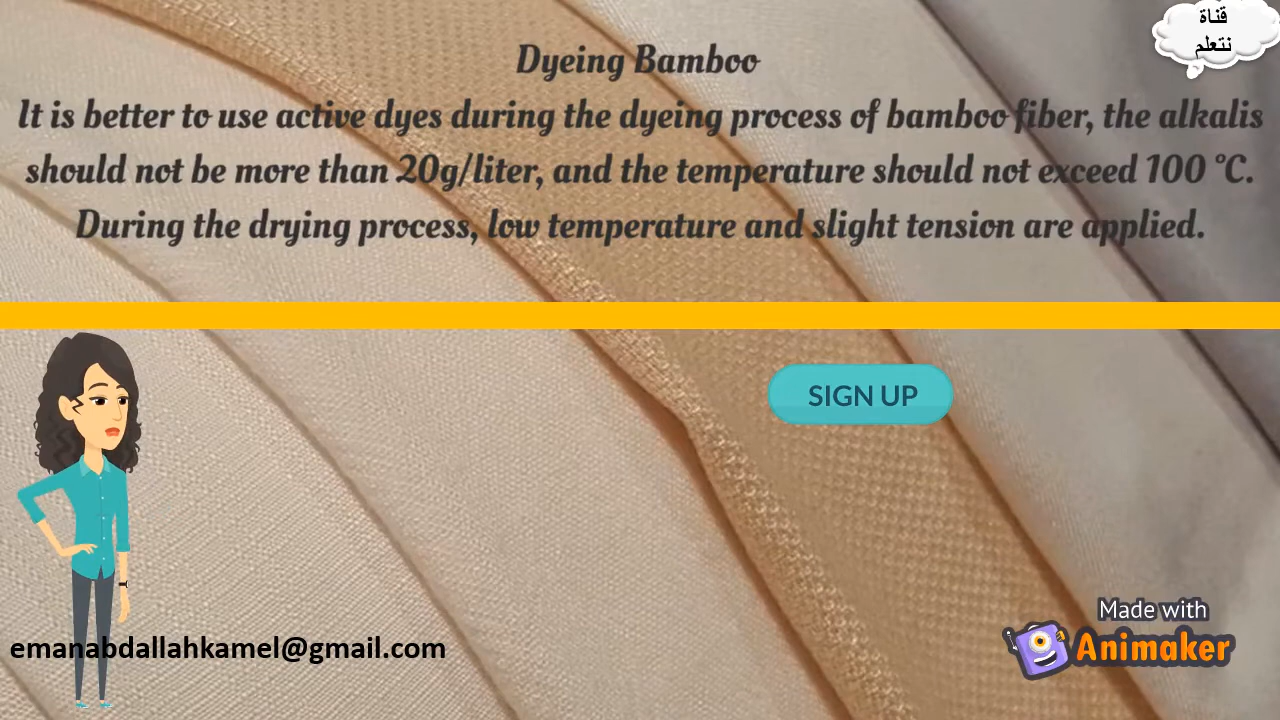 قناة
نتعلم
Dyeing Bamboo
It is better to use active dyes during the dyeing process of bamboo fiber, the alkalis
should not be more than 20g/liter, and the temperature should not exceed 100 °C.
During the drying process, low temperature and slight tension are applied.
SIGN UP
Made with
Animaker
emanabdallahkamel@gmail.com